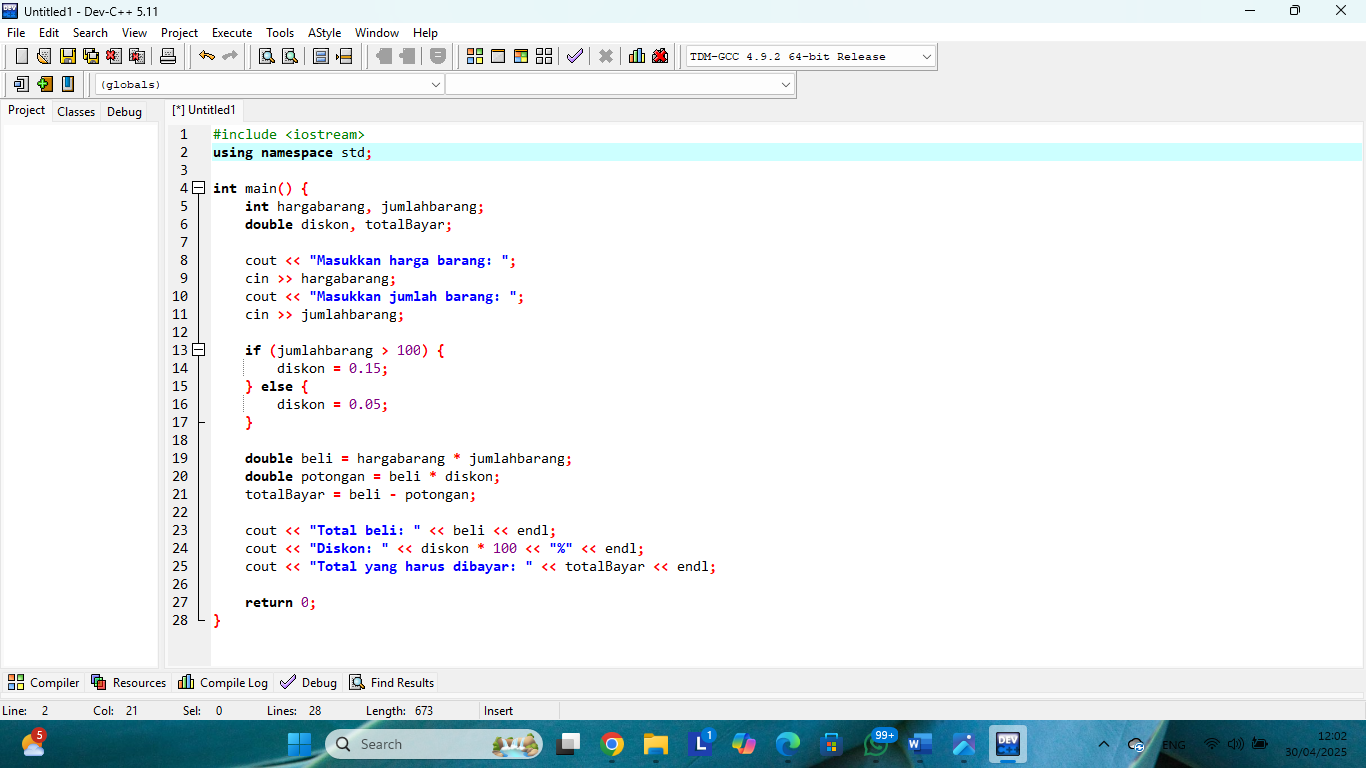 Untitled1 - Dev-C++ 5.11
File Edit Search View Project Execute Tools AStyle Window Help
TDM-GCC 4.9.2 64-bit Release
(globals)
Project Classes Debug [*] Untitled1
1 #include <iostream>
2 using namespace std;
3
4 int main() {
5 int hargabarang, jumlahbarang;
6 double diskon, totalBayar;
7
8 cout << "Masukkan harga barang: ";
9 cin >> hargabarang;
10 cout << "Masukkan jumlah barang: ";
11 cin >> jumlahbarang;
12
13 if (jumlahbarang > 100) {
14 diskon = 0.15;
15 } else {
16 diskon = 0.05;
17 }
18
19 double beli = hargabarang * jumlahbarang;
20 double potongan = beli * diskon;
21 totalBayar = beli - potongan;
22
23 cout << "Total beli: " << beli << endl;
24 cout << "Diskon: " << diskon * 100 << "%" << endl;
25 cout << "Total yang harus dibayar: " << totalBayar << endl;
26
27 return 0;
28 }
Compiler Resources Compile Log Debug Find Results
Line: 2 Col: 21 Sel: 0 Lines: 28 Length: 673 Insert
5 Search L 1 99+ W DEV ENG 12:02
30/04/2025